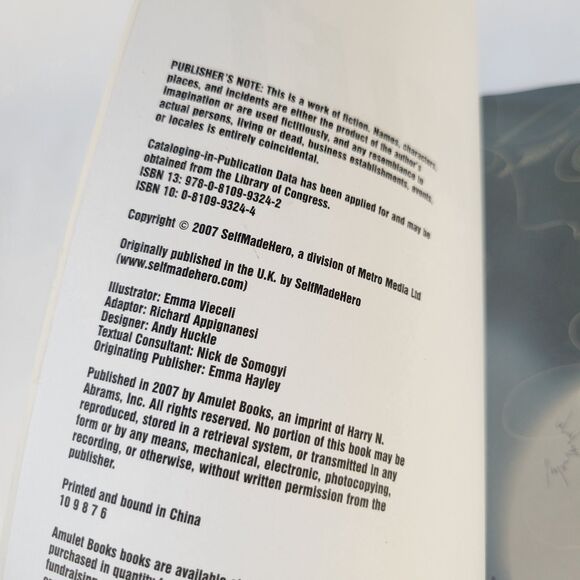 PUBLISHER'S NOTE: This is a work of fiction. Names, characters,
places, and incidents are either the product of the author's
imagination or are used fictitiously, and any resemblance to
actual persons, living or dead, business establishments, events,
or locales is entirely coincidental.
Cataloging-in-Publication Data has been applied for and may be
obtained from the Library of Congress.
ISBN 13: 978-0-8109-9324-2
ISBN 10: 0-8109-9324-4
Copyright © 2007 SelfMadeHero, a division of Metro Media Ltd
Originally published in the U.K. by SelfMadeHero
(www.selfmadehero.com)
Illustrator: Emma Vieceli
Adaptor: Richard Appignanesi
Designer: Andy Huckle
Textual Consultant: Nick de Somogyi
Originating Publisher: Emma Hayley
Published in 2007 by Amulet Books, an imprint of Harry N.
Abrams, Inc. All rights reserved. No portion of this book may be
reproduced, stored in a retrieval system, or transmitted in any
form or by any means, mechanical, electronic, photocopying,
recording, or otherwise, without written permission from the
publisher.
Printed and bound in China
10 9 8 7 6
Amulet Books books are available
purchased in quantity
fundraising